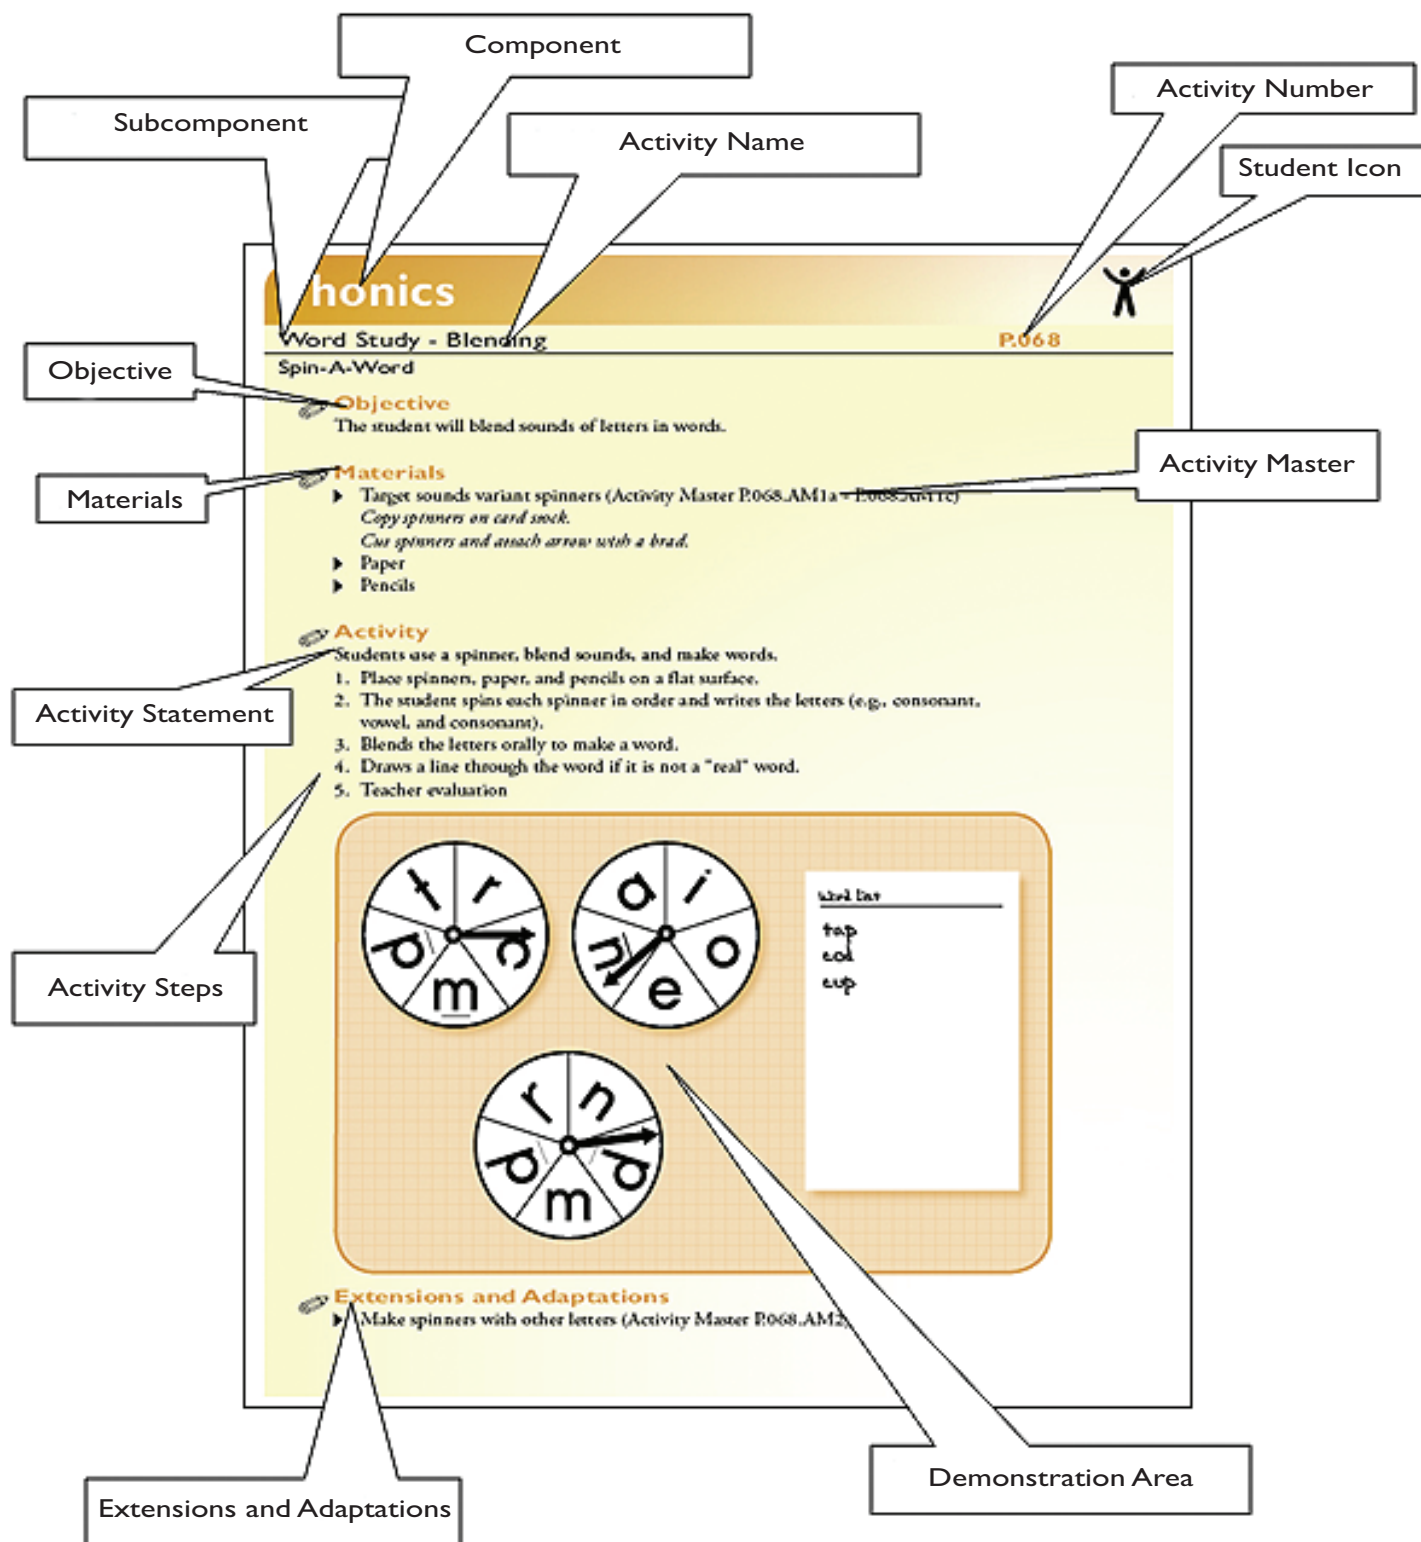 Component
Subcomponent
Activity Name
Activity Number
Student Icon
honics
Word Study - Blending
P.068
Spin-A-Word
Objective
Objective
The student will blend sounds of letters in words.
Materials
Materials
Activity Master
Target sounds variant spinners (Activity Master P.068.AM1a - P.068.AM1c)
Copy spinners on card stock.
Cut spinners and attach arrow with a brad.
Paper
Pencils
Activity
Activity Statement
Students use a spinner, blend sounds, and make words.
1. Place spinners, paper, and pencils on a flat surface.
2. The student spins each spinner in order and writes the letters (e.g., consonant,
vowel, and consonant).
3. Blends the letters orally to make a word.
4. Draws a line through the word if it is not a "real" word.
5. Teacher evaluation
Activity Steps
t r c m d
a i o e u
Word List
tap
cod
cup
r n d m p
Extensions and Adaptations
Make spinners with other letters (Activity Master P.068.AM2)
Extensions and Adaptations
Demonstration Area